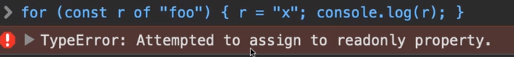 for (const r of "foo") { r = "x"; console.log(r); }
TypeError: Attempted to assign to readonly property.